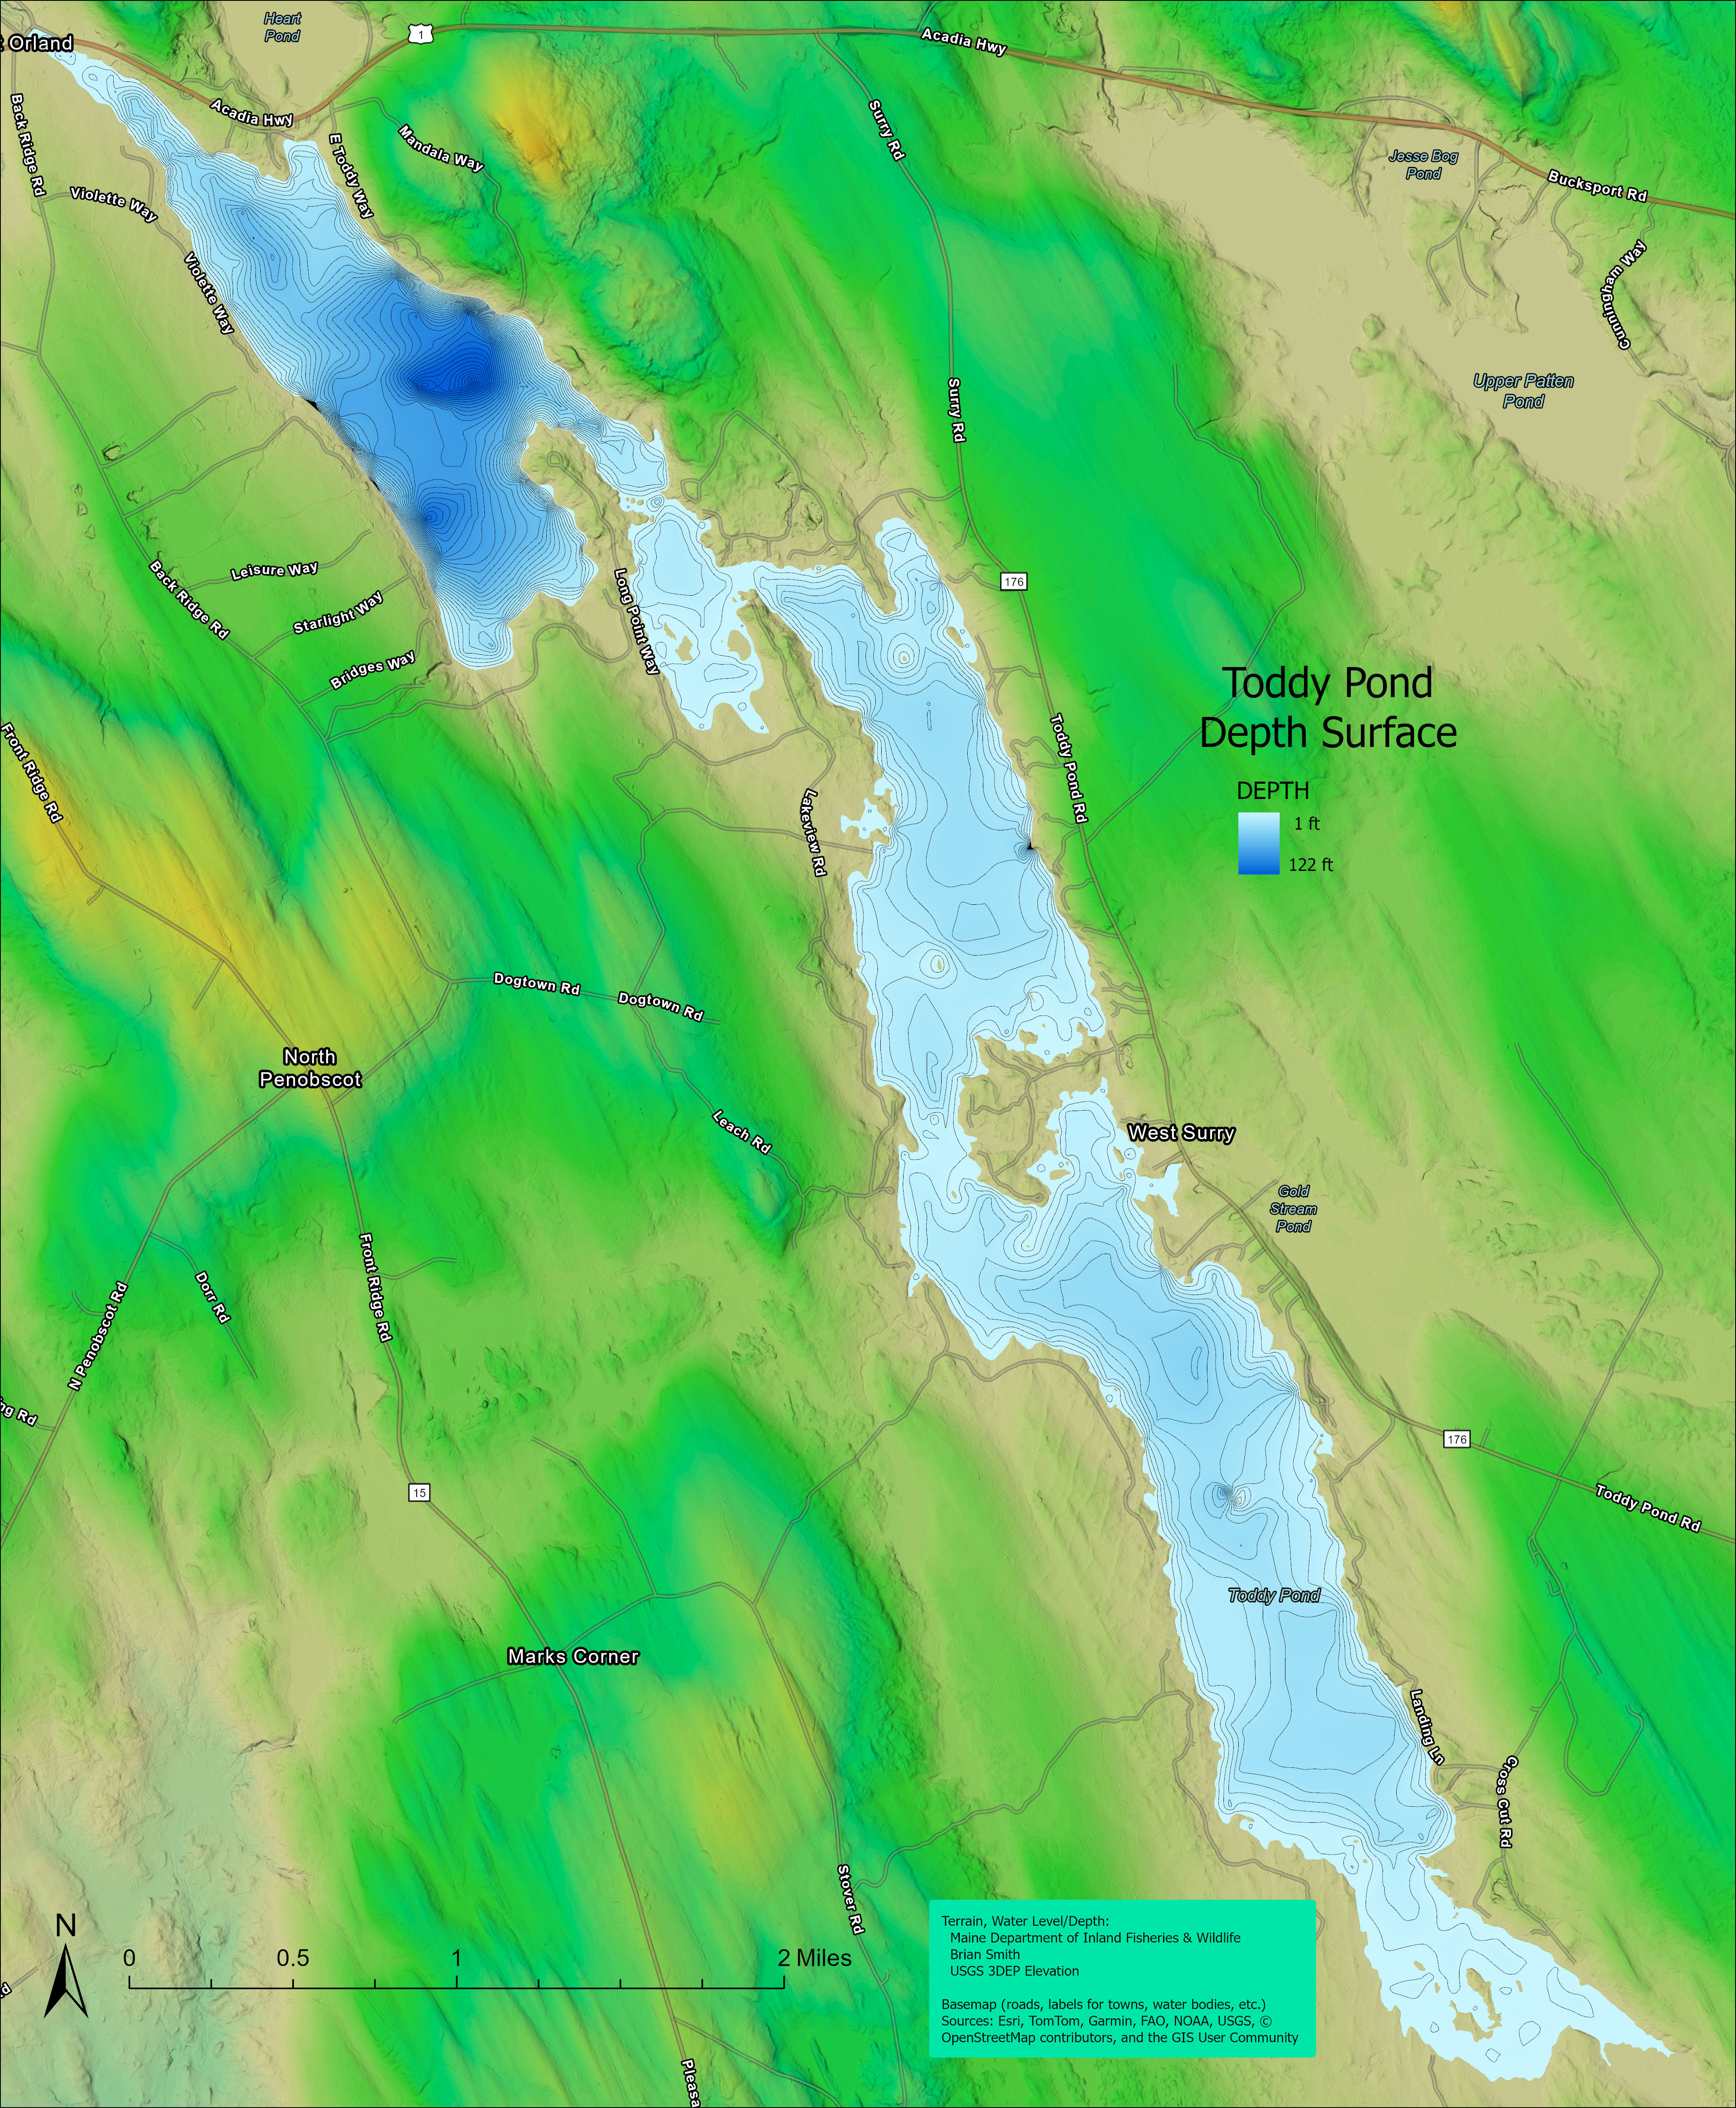 Heart
Pond
t Orland
1
Acadia Hwy
Acadia Hwy
Back Ridge Rd
E Toddy Way
Mandala Way
Surry Rd
Jesse Bog
Pond
Bucksport Rd
Violette Way
Violette Way
Cunningham Way
Upper Patten
Pond
Surry Rd
Leisure Way
Back Ridge Rd
Starlight Way
Long Point Way
176
Bridges Way
Toddy Pond
Depth Surface
Front Ridge Rd
Toddy Pond Rd
DEPTH
1 ft
122 ft
Lakeview Rd
Dogtown Rd
Dogtown Rd
North
Penobscot
Leach Rd
West Surry
Gold
Stream
Pond
Front Ridge Rd
Dorr Rd
N Penobscot Rd
ng Rd
176
15
Toddy Pond Rd
Toddy Pond
Marks Corner
Landing Ln
Cross Cut Rd
Stover Rd
N
0
0.5
1
2 Miles
Terrain, Water Level/Depth:
Maine Department of Inland Fisheries & Wildlife
Brian Smith
USGS 3DEP Elevation
Basemap (roads, labels for towns, water bodies, etc.)
Sources: Esri, TomTom, Garmin, FAO, NOAA, USGS, ©
OpenStreetMap contributors, and the GIS User Community
d
Pleasa